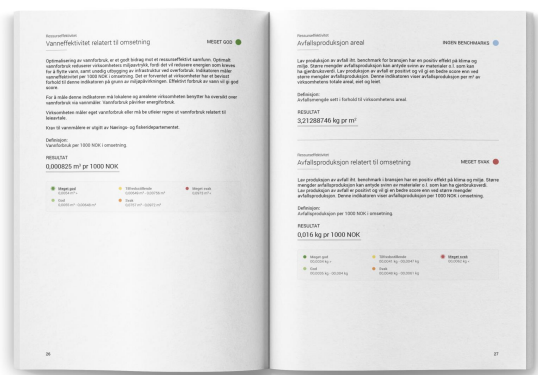 Ressurseffektivitet
Vanneffektivitet relatert til omsetning
MEGET GOD
Optimalisering av vannforbruk, er et godt bidrag mot et ressurseffektivt samfunn. Optimalt
vannforbruk reduserer virksomhetens miljøavtrykk, fordi det vil redusere energien som kreves
for å flytte vann, samt unødig utbygging av infrastruktur ved overforbruk. Indikatoren måler
vanneffektivitet per 1000 NOK i omsetning. Det er forventet at virksomheten har et bevisst
forhold til denne indikatoren på grunn av miljøpåvirkningen. Effektivt forbruk av vann vil gi god
score.
For å måle denne indikatoren må lokalene og arealene virksomheten benytter ha oversikt over
vannforbruk via vannmåler. Vannforbruk påvirker energiforbruk.
Virksomheten måler eget vannforbruk eller må be utleier regne ut vannforbruk relatert til
leieavtale.
Krav til vannmålere er utgitt av Nærings- og fiskeridepartementet.
Definisjon:
Vannforbruk per 1000 NOK i omsetning.
RESULTAT
0,000825 m³ pr 1000 NOK
Meget god
Tilfredsstillende
Meget svak
God
Svak
26
Ressurseffektivitet
Avfallsproduksjon areal
INGEN BENCHMARKS
Lav produksjon av avfall iht. benchmark for bransjen har en positiv effekt på klima og
miljø. Større mengder avfallsproduksjon kan antyde svinn av materialer o.l. som kan ha
gjenbruksverdi. Lav produksjon av avfall er positivt og vil gi en bedre score enn ved
større mengder avfallsproduksjon. Denne indikatoren viser avfallsproduksjon per m² av
virksomhetens totale areal, eiet og leiet.
Definisjon:
Avfallsmengde sett i forhold til virksomhetens areal.
RESULTAT
3,21288746 kg pr m²
Ressurseffektivitet
Avfallsproduksjon relatert til omsetning
MEGET SVAK
Lav produksjon av avfall iht. benchmark i bransjen har en positiv effekt på klima og miljø. Større
mengder avfallsproduksjon kan antyde svinn av materialer o.l. som kan ha gjenbruksverdi.
Lav produksjon av avfall er positivt og vil gi en bedre score enn ved større mengde
avfallsproduksjon. Denne indikatoren viser avfallsproduksjon per 1000 NOK i omsetning.
Definisjon:
Avfallsproduksjon per 1000 NOK i omsetning.
RESULTAT
0,016 kg pr 1000 NOK
Meget god
Tilfredsstillende
Meget svak
God
Svak
27